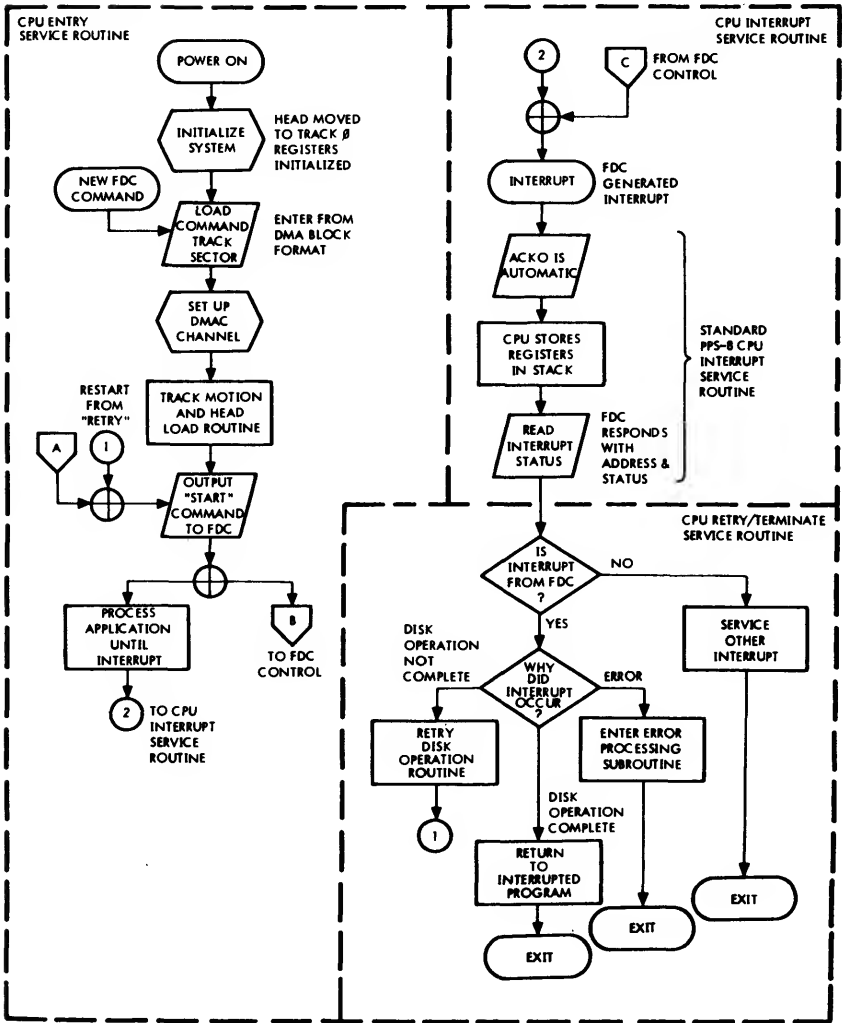 CPU ENTRY
SERVICE ROUTINE
POWER ON
INITIALIZE
SYSTEM
HEAD MOVED
TO TRACK Ø
REGISTERS
INITIALIZED
NEW FDC
COMMAND
LOAD
COMMAND
TRACK
SECTOR
ENTER FROM
DMA BLOCK
FORMAT
SET UP
DMAC
CHANNEL
TRACK MOTION
AND HEAD
LOAD ROUTINE
RESTART
FROM
"RETRY"
A
1
OUTPUT
"START"
COMMAND
TO FDC
PROCESS
APPLICATION
UNTIL
INTERRUPT
B
TO FDC
CONTROL
2
TO CPU
INTERRUPT
SERVICE
ROUTINE
CPU INTERRUPT
SERVICE ROUTINE
2
C
FROM FDC
CONTROL
INTERRUPT
FDC
GENERATED
INTERRUPT
ACKO IS
AUTOMATIC
CPU STORES
REGISTERS
IN STACK
READ
INTERRUPT
STATUS
FDC
RESPONDS
WITH
ADDRESS &
STATUS
STANDARD
PPS-8 CPU
INTERRUPT
SERVICE
ROUTINE
CPU RETRY/TERMINATE
SERVICE ROUTINE
IS
INTERRUPT
FROM FDC
?
NO
YES
SERVICE
OTHER
INTERRUPT
DISK
OPERATION
NOT
COMPLETE
WHY
DID
INTERRUPT
OCCUR
?
ERROR
RETRY
DISK
OPERATION
ROUTINE
ENTER ERROR
PROCESSING
SUBROUTINE
1
DISK
OPERATION
COMPLETE
RETURN
TO
INTERRUPTED
PROGRAM
EXIT
EXIT
EXIT